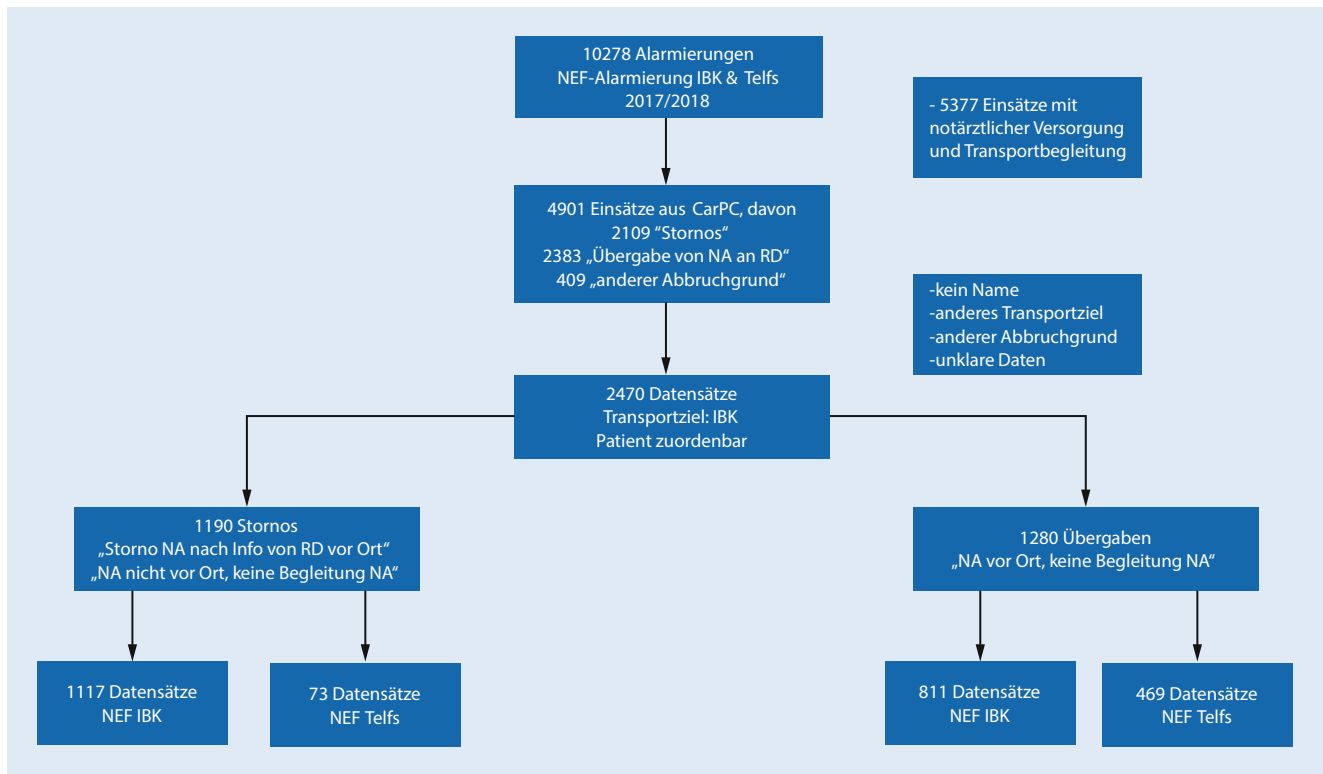 10278 Alarmierungen
NEF-Alarmierung IBK & Telfs
2017/2018
- 5377 Einsätze mit
notärztlicher Versorgung
und Transportbegleitung
4901 Einsätze aus CarPC, davon
2109 “Stornos“
2383 „Übergabe von NA an RD“
409 „anderer Abbruchgrund“
-kein Name
-anderes Transportziel
-anderer Abbruchgrund
-unklare Daten
2470 Datensätze
Transportziel: IBK
Patient zuordenbar
1190 Stornos
„Storno NA nach Info von RD vor Ort“
„NA nicht vor Ort, keine Begleitung NA“
1280 Übergaben
„NA vor Ort, keine Begleitung NA“
1117 Datensätze
NEF IBK
73 Datensätze
NEF Telfs
811 Datensätze
NEF IBK
469 Datensätze
NEF Telfs